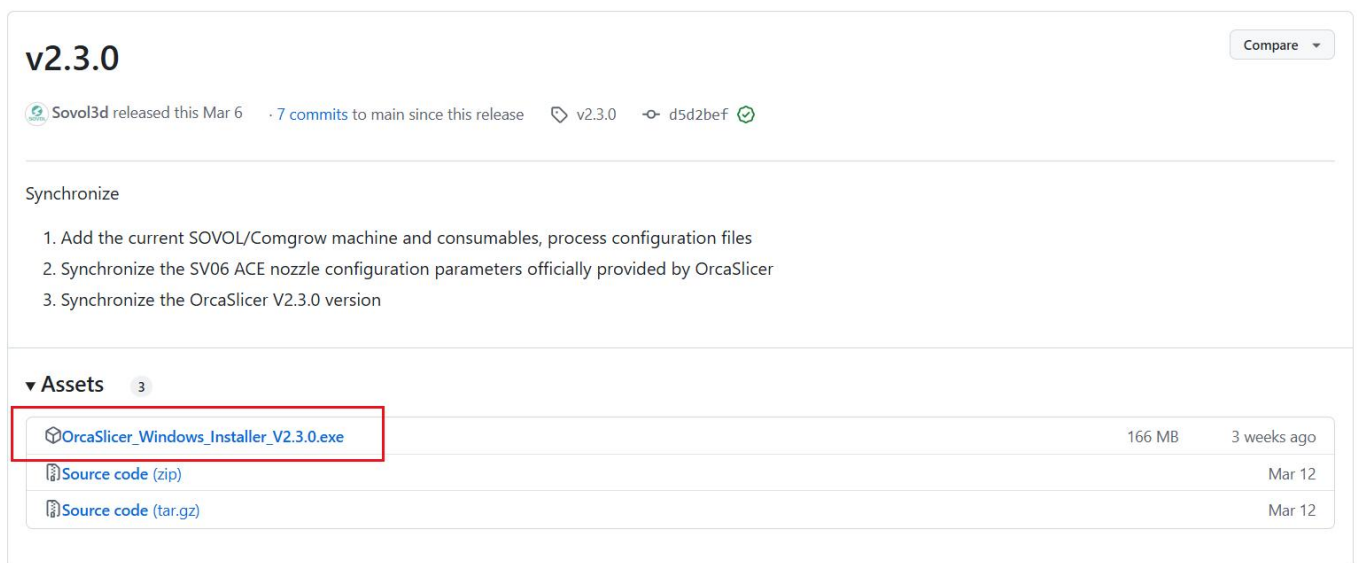 v2.3.0
Compare
Sovol3d released this Mar 6 · 7 commits to main since this release v2.3.0 d5d2bef
Synchronize
1. Add the current SOVOL/Comgrow machine and consumables, process configuration files
2. Synchronize the SV06 ACE nozzle configuration parameters officially provided by OrcaSlicer
3. Synchronize the OrcaSlicer V2.3.0 version
Assets 3
OrcaSlicer_Windows_Installer_V2.3.0.exe 166 MB 3 weeks ago
Source code (zip) Mar 12
Source code (tar.gz) Mar 12